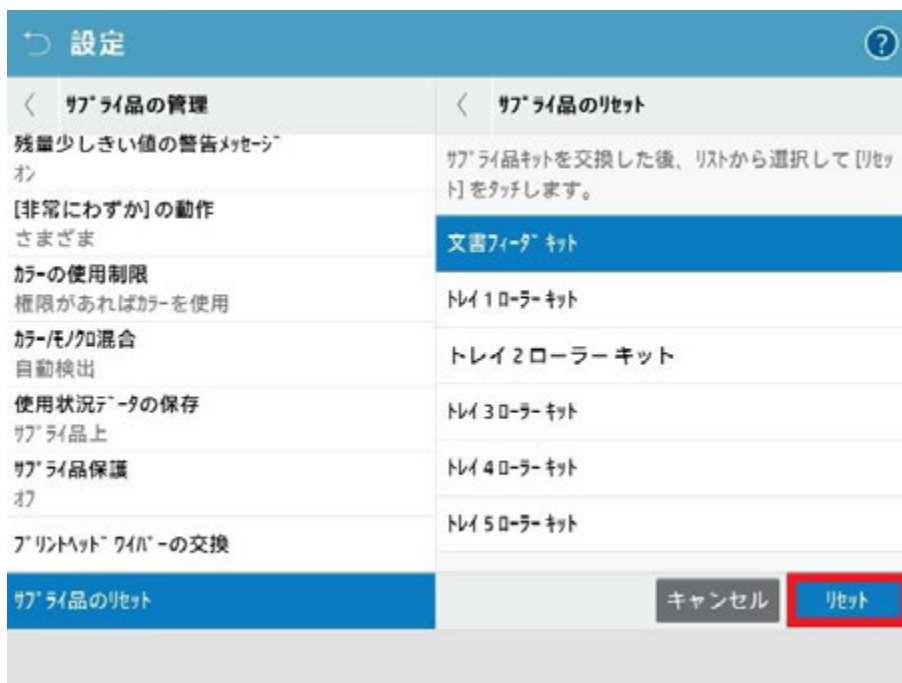 設定
?
サプライ品の管理
残量少しきい値の警告メッセージ
オン
[非常にわずか] の動作
さまざま
カラーの使用制限
権限があればカラーを使用
カラー/モノクロ混合
自動検出
使用状況データの保存
サプライ品上
サプライ品保護
オフ
プリントヘッド ワイパーの交換
サプライ品のリセット
サプライ品のリセット
サプライ品キットを交換した後、リストから選択して [リセッ
ト] をタッチします。
文書フィーダ キット
トレイ 1 ローラー キット
トレイ 2 ローラー キット
トレイ 3 ローラー キット
トレイ 4 ローラー キット
トレイ 5 ローラー キット
キャンセル
リセット